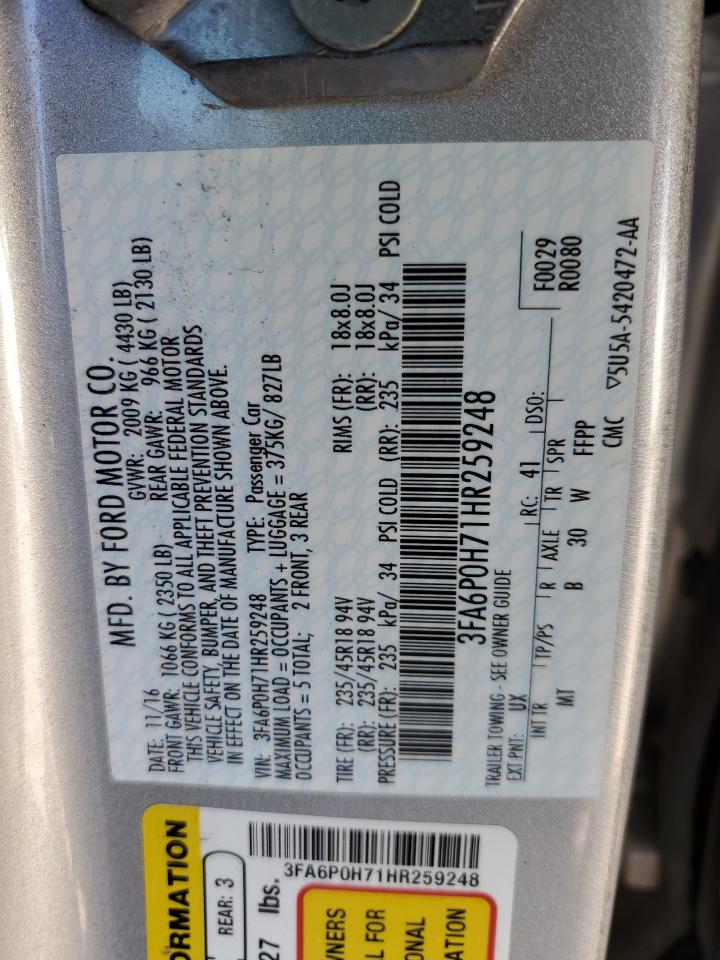 MFD. BY FORD MOTOR CO.
DATE: 11/16 GVWR: 2009 KG ( 4430 LB)
FRONT GAWR: 1066 KG ( 2350 LB) REAR GAWR: 966 KG ( 2130 LB)
THIS VEHICLE CONFORMS TO ALL APPLICABLE FEDERAL MOTOR
VEHICLE SAFETY, BUMPER, AND THEFT PREVENTION STANDARDS
IN EFFECT ON THE DATE OF MANUFACTURE SHOWN ABOVE.
VIN: 3FA6P0H71HR259248 TYPE: Passenger Car
MAXIMUM LOAD = OCCUPANTS + LUGGAGE = 375KG/ 827LB
OCCUPANTS = 5 TOTAL; 2 FRONT, 3 REAR
TIRE (FR): 235/45R18 94V RIMS (FR): 18x8.0J
(RR): 235/45R18 94V (RR): 18x8.0J
PRESSURE (FR): 235 kPa/ 34 PSI COLD (RR): 235 kPa/ 34 PSI COLD
3FA6P0H71HR259248
TRAILER TOWING - SEE OWNER GUIDE
EXT PNT: UX RC: 41 DSO: F0029
INT TR TP/PS R AXLE TR SPR R0080
MT B 30 W FFPP
CMC 5U5A-5420472-AA
ORMATION
REAR: 3
27 lbs.
3FA6P0H71HR259248
NERS
L FOR
ONAL
ATION